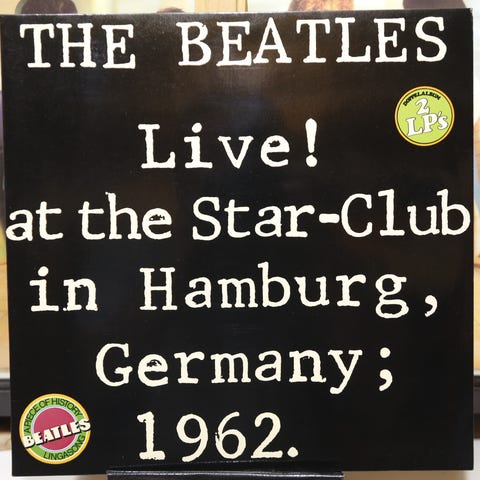 THE BEATLES
DOPPELALBUM
2
LP's
Live!
at the Star-Club
in Hamburg,
Germany;
1962.
A PIECE OF HISTORY
BEATLES
LINGASONG